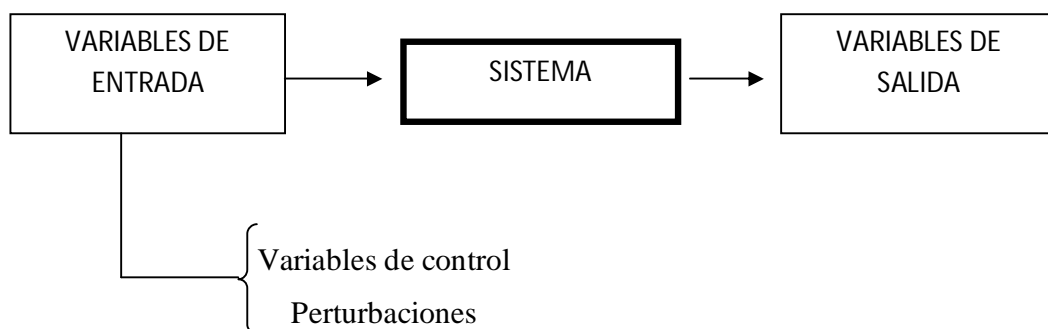 VARIABLES DE
ENTRADA
SISTEMA
VARIABLES DE
SALIDA
Variables de control
Perturbaciones